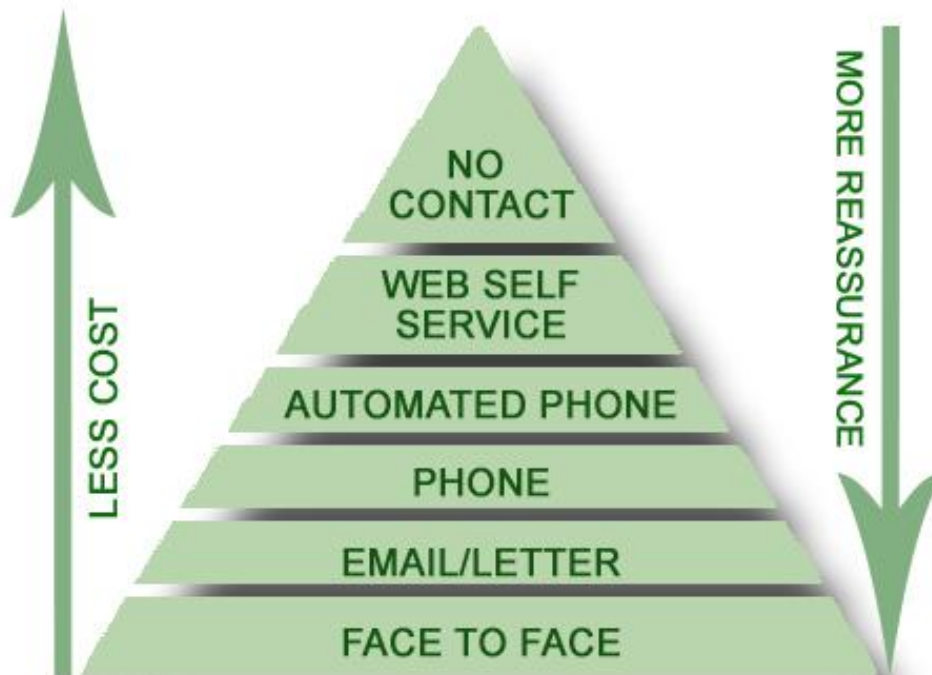 NO
CONTACT
WEB SELF
SERVICE
AUTOMATED PHONE
PHONE
EMAIL/LETTER
FACE TO FACE
LESS COST
MORE REASSURANCE